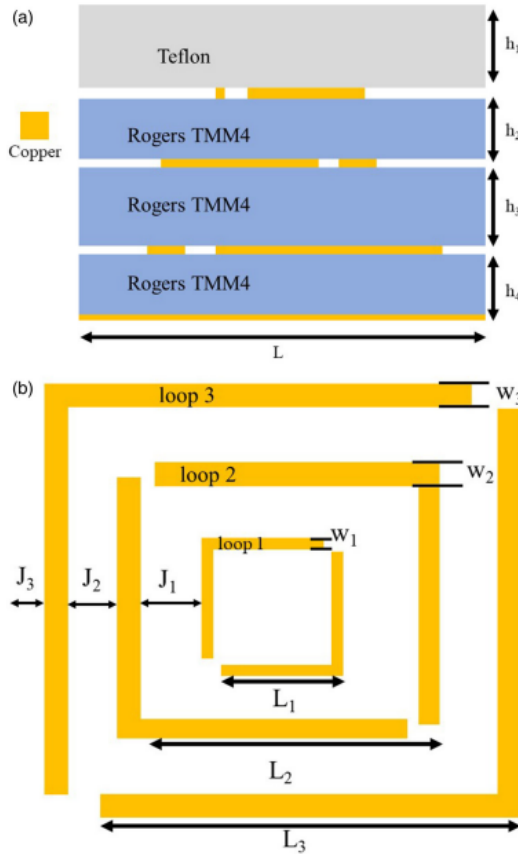 (a)
Teflon
h₁
Copper
Rogers TMM4
h₂
Rogers TMM4
h₃
Rogers TMM4
h₄
L
(b)
loop 3
W₃
loop 2
W₂
loop 1
W₁
J₃
J₂
J₁
L₁
L₂
L₃